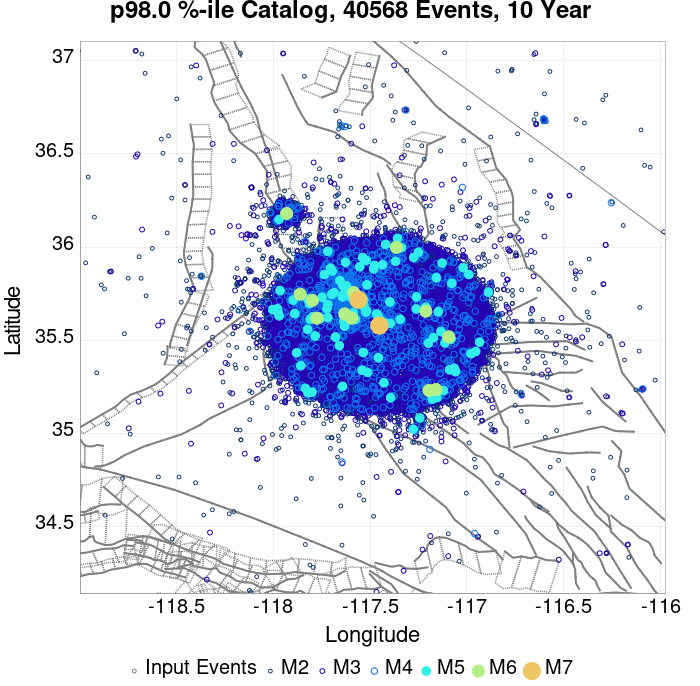 p98.0 %-ile Catalog, 40568 Events, 10 Year
37
36.5
36
35.5
35
34.5
Latitude
-118.5 -118 -117.5 -117 -116.5 -116
Longitude
Input Events M2 M3 M4 M5 M6 M7